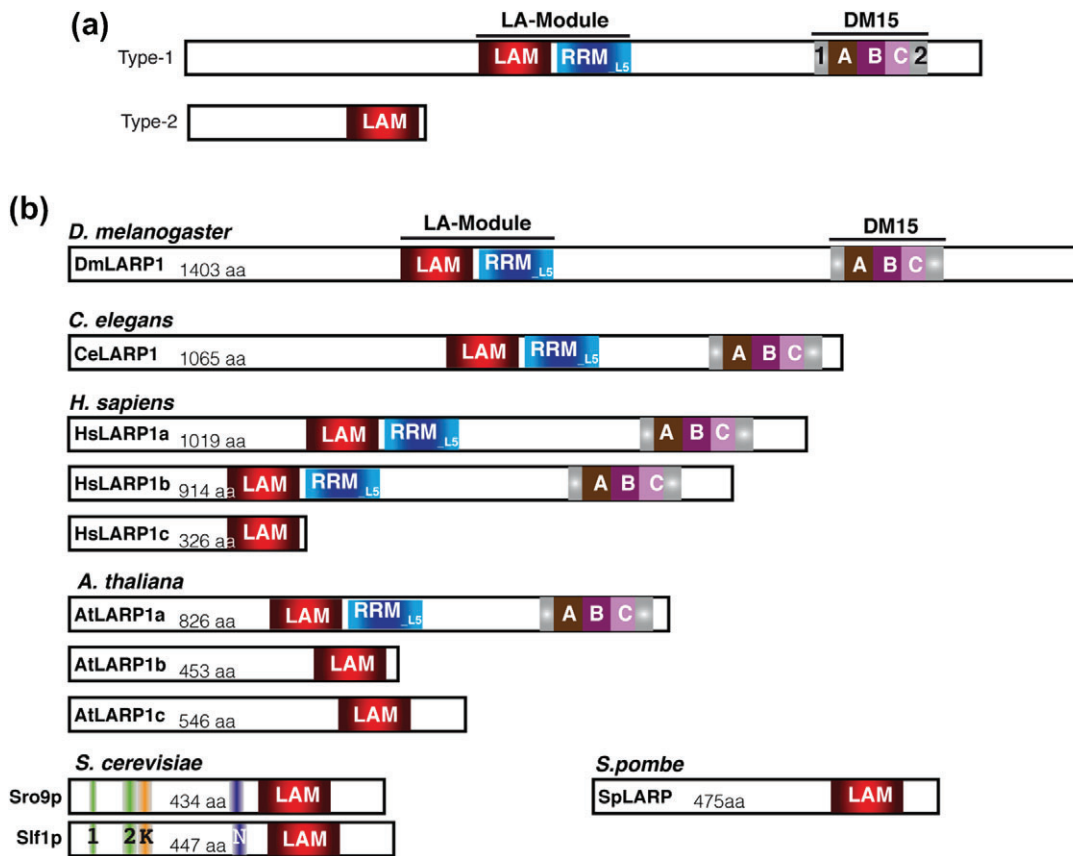 (a)
LA-Module DM15
Type-1 LAM RRM_L5 1 A B C 2
Type-2 LAM
(b)
D. melanogaster LA-Module DM15
DmLARP1 1403 aa LAM RRM_L5 A B C
C. elegans
CeLARP1 1065 aa LAM RRM_L5 A B C
H. sapiens
HsLARP1a 1019 aa LAM RRM_L5 A B C
HsLARP1b 914 aa LAM RRM_L5 A B C
HsLARP1c 326 aa LAM
A. thaliana
AtLARP1a 826 aa LAM RRM_L5 A B C
AtLARP1b 453 aa LAM
AtLARP1c 546 aa LAM
S. cerevisiae S.pombe
Sro9p 434 aa LAM SpLARP 475aa LAM
Slf1p 1 2 K 447 aa N LAM